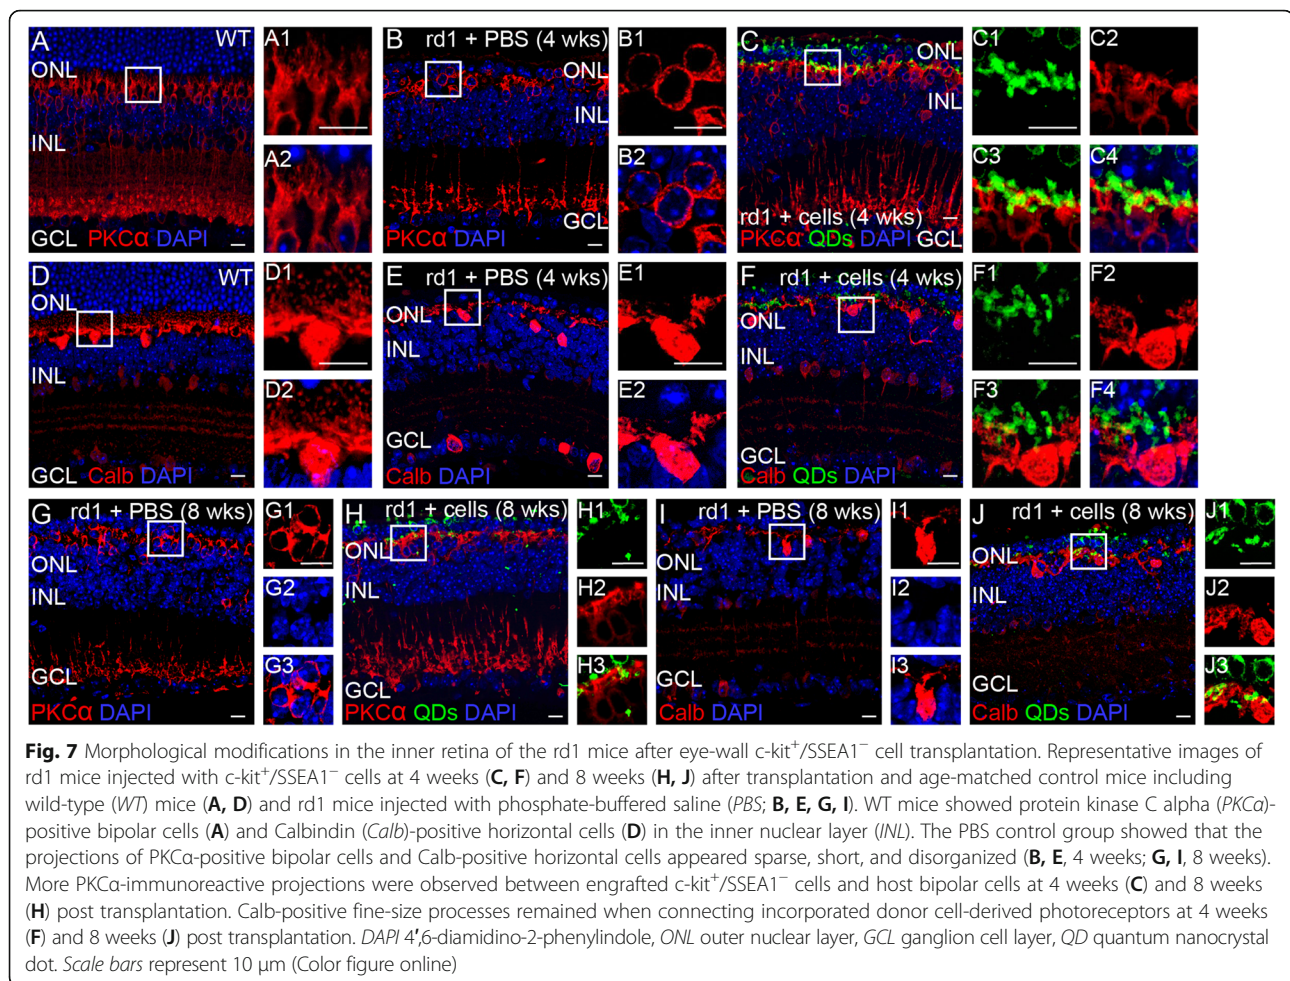 A
WT
ONL
INL
GCL PKCα DAPI
A1
A2
B
rd1 + PBS (4 wks)
ONL
INL
GCL
PKCα DAPI
B1
B2
C
ONL
INL
rd1 + cells (4 wks)
PKCα QDs DAPI GCL
C1
C2
C3
C4
D
WT
ONL
INL
GCL Calb DAPI
D1
D2
E
rd1 + PBS (4 wks)
ONL
INL
GCL
Calb DAPI
E1
E2
F
rd1 + cells (4 wks)
ONL
INL
GCL
Calb QDs DAPI
F1
F2
F3
F4
G
rd1 + PBS (8 wks)
ONL
INL
GCL
PKCα DAPI
G1
G2
G3
H
rd1 + cells (8 wks)
ONL
INL
GCL
PKCα QDs DAPI
H1
H2
H3
I
rd1 + PBS (8 wks)
ONL
INL
GCL
Calb DAPI
I1
I2
I3
J
rd1 + cells (8 wks)
ONL
INL
GCL
Calb QDs DAPI
J1
J2
J3
Fig. 7 Morphological modifications in the inner retina of the rd1 mice after eye-wall c-kit⁺/SSEA1⁻ cell transplantation. Representative images of
rd1 mice injected with c-kit⁺/SSEA1⁻ cells at 4 weeks (C, F) and 8 weeks (H, J) after transplantation and age-matched control mice including
wild-type (WT) mice (A, D) and rd1 mice injected with phosphate-buffered saline (PBS; B, E, G, I). WT mice showed protein kinase C alpha (PKCα)-
positive bipolar cells (A) and Calbindin (Calb)-positive horizontal cells (D) in the inner nuclear layer (INL). The PBS control group showed that the
projections of PKCα-positive bipolar cells and Calb-positive horizontal cells appeared sparse, short, and disorganized (B, E, 4 weeks; G, I, 8 weeks).
More PKCα-immunoreactive projections were observed between engrafted c-kit⁺/SSEA1⁻ cells and host bipolar cells at 4 weeks (C) and 8 weeks
(H) post transplantation. Calb-positive fine-size processes remained when connecting incorporated donor cell-derived photoreceptors at 4 weeks
(F) and 8 weeks (J) post transplantation. DAPI 4′,6-diamidino-2-phenylindole, ONL outer nuclear layer, GCL ganglion cell layer, QD quantum nanocrystal
dot. Scale bars represent 10 μm (Color figure online)